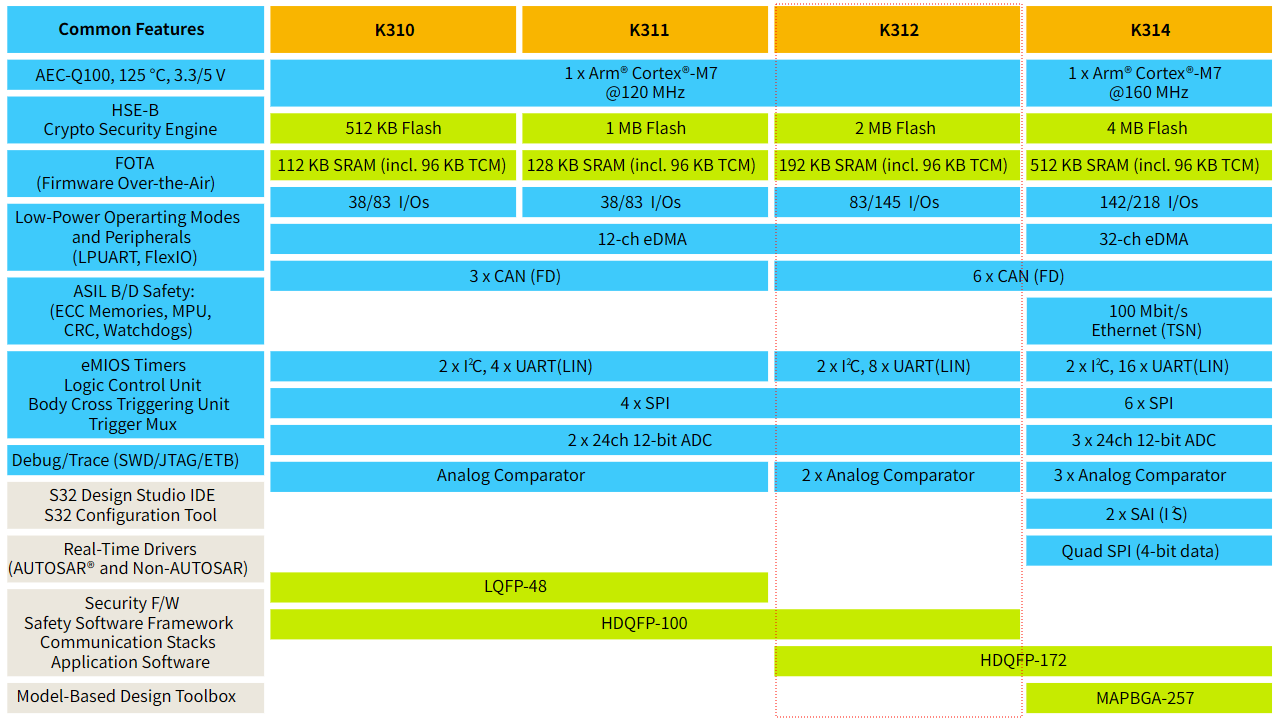 Common Features
K310
K311
K312
K314
AEC-Q100, 125 °C, 3.3/5 V
1 x Arm® Cortex®-M7
@120 MHz
1 x Arm® Cortex®-M7
@160 MHz
HSE-B
Crypto Security Engine
512 KB Flash
1 MB Flash
2 MB Flash
4 MB Flash
FOTA
(Firmware Over-the-Air)
112 KB SRAM (incl. 96 KB TCM)
128 KB SRAM (incl. 96 KB TCM)
192 KB SRAM (incl. 96 KB TCM)
512 KB SRAM (incl. 96 KB TCM)
38/83 I/Os
38/83 I/Os
83/145 I/Os
142/218 I/Os
Low-Power Operarting Modes
and Peripherals
(LPUART, FlexIO)
12-ch eDMA
32-ch eDMA
3 x CAN (FD)
6 x CAN (FD)
ASIL B/D Safety:
(ECC Memories, MPU,
CRC, Watchdogs)
100 Mbit/s
Ethernet (TSN)
eMIOS Timers
Logic Control Unit
Body Cross Triggering Unit
Trigger Mux
2 x I²C, 4 x UART(LIN)
2 x I²C, 8 x UART(LIN)
2 x I²C, 16 x UART(LIN)
4 x SPI
6 x SPI
2 x 24ch 12-bit ADC
3 x 24ch 12-bit ADC
Debug/Trace (SWD/JTAG/ETB)
Analog Comparator
2 x Analog Comparator
3 x Analog Comparator
S32 Design Studio IDE
S32 Configuration Tool
2 x SAI (I²S)
Real-Time Drivers
(AUTOSAR® and Non-AUTOSAR)
Quad SPI (4-bit data)
LQFP-48
Security F/W
Safety Software Framework
Communication Stacks
Application Software
HDQFP-100
HDQFP-172
Model-Based Design Toolbox
MAPBGA-257